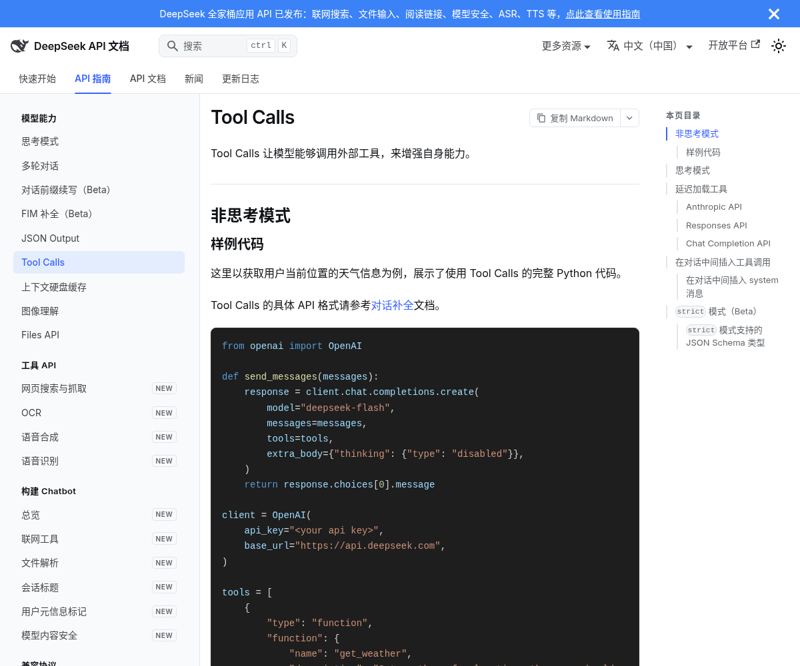 DeepSeek 全家桶应用 API 已发布：联网搜索、文件输入、阅读链接、模型安全、ASR、TTS 等，点此查看使用指南
DeepSeek API 文档
搜索
ctrl K
更多资源
中文（中国）
开放平台
快速开始
API 指南
API 文档
新闻
更新日志
模型能力
思考模式
多轮对话
对话前缀续写（Beta）
FIM 补全（Beta）
JSON Output
Tool Calls
上下文硬盘缓存
图像理解
Files API
工具 API
网页搜索与抓取 NEW
OCR NEW
语音合成 NEW
语音识别 NEW
构建 Chatbot
总览 NEW
联网工具 NEW
文件解析 NEW
会话标题 NEW
用户元信息标记 NEW
模型内容安全 NEW
兼容协议
Tool Calls
复制 Markdown
Tool Calls 让模型能够调用外部工具，来增强自身能力。
非思考模式
样例代码
这里以获取用户当前位置的天气信息为例，展示了使用 Tool Calls 的完整 Python 代码。
Tool Calls 的具体 API 格式请参考对话补全文档。
from openai import OpenAI
def send_messages(messages):
response = client.chat.completions.create(
model="deepseek-flash",
messages=messages,
tools=tools,
extra_body={"thinking": {"type": "disabled"}},
)
return response.choices[0].message
client = OpenAI(
api_key="<your api key>",
base_url="https://api.deepseek.com",
)
tools = [
{
"type": "function",
"function": {
"name": "get_weather",
本页目录
非思考模式
样例代码
思考模式
延迟加载工具
Anthropic API
Responses API
Chat Completion API
在对话中间插入工具调用
在对话中间插入 system
消息
strict 模式（Beta）
strict 模式支持的
JSON Schema 类型